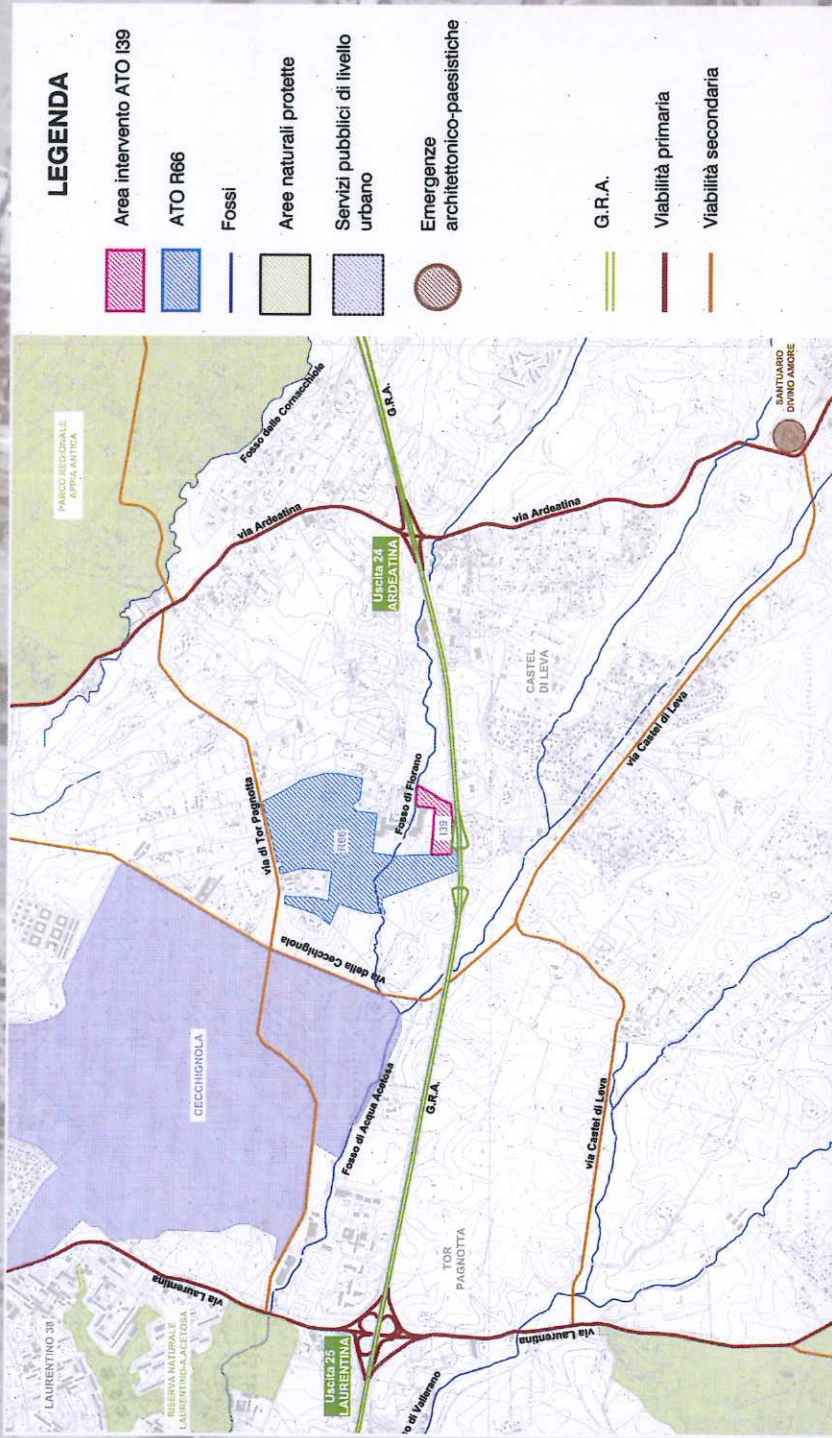 LEGENDA
Area intervento ATO I39
ATO R66
Fossi
Aree naturali protette
Servizi pubblici di livello
urbano
Emergenze
architettonico-paesistiche
G.R.A.
Viabilità primaria
Viabilità secondaria
PARCO REGIONALE
APPIA ANTICA
Fosso delle Cornacchiole
G.R.A.
via Ardeatina
Uscita 24
ARDEATINA
via Ardeatina
SANTUARIO
DIVINO AMORE
CASTEL
DI LEVA
via Castel di Leva
via di Tor Pagnotta
R66
Fosso di Fiorano
I39
via della Cecchignola
CECCHIGNOLA
Fosso di Acqua Acetosa
G.R.A.
via Castel di Leva
TOR
PAGNOTTA
via Laurentina
LAURENTINO 38
RISERVA NATURALE
LAURENTINO-A.ACETOSA
Uscita 25
LAURENTINA
via Laurentina
o di Vallerano